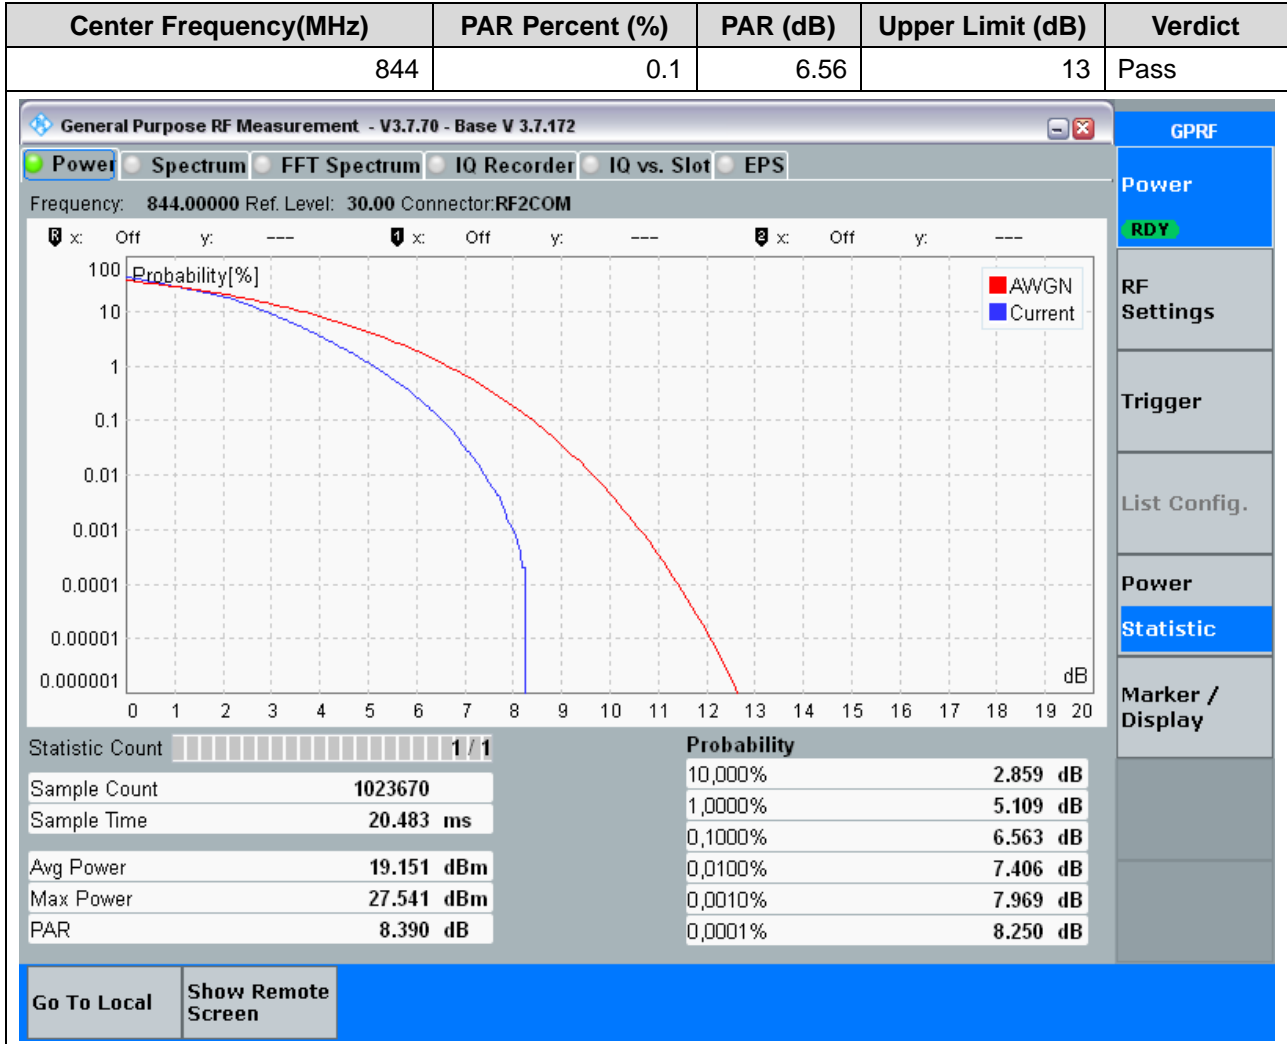 Center Frequency(MHz) PAR Percent (%) PAR (dB) Upper Limit (dB) Verdict
844 0.1 6.56 13 Pass
General Purpose RF Measurement - V3.7.70 - Base V 3.7.172
GPRF
Power Spectrum FFT Spectrum IQ Recorder IQ vs. Slot EPS
Frequency: 844.00000 Ref. Level: 30.00 Connector:RF2COM
R x: Off y: --- 1 x: Off y: --- 2 x: Off y: ---
Probability[%]
AWGN
Current
100
10
1
0.1
0.01
0.001
0.0001
0.00001
0.000001
dB
0 1 2 3 4 5 6 7 8 9 10 11 12 13 14 15 16 17 18 19 20
Statistic Count 1 / 1
Sample Count 1023670
Sample Time 20.483 ms
Avg Power 19.151 dBm
Max Power 27.541 dBm
PAR 8.390 dB
Probability
10,000% 2.859 dB
1,0000% 5.109 dB
0,1000% 6.563 dB
0,0100% 7.406 dB
0,0010% 7.969 dB
0,0001% 8.250 dB
Power
RDY
RF
Settings
Trigger
List Config.
Power
Statistic
Marker /
Display
Go To Local
Show Remote
Screen